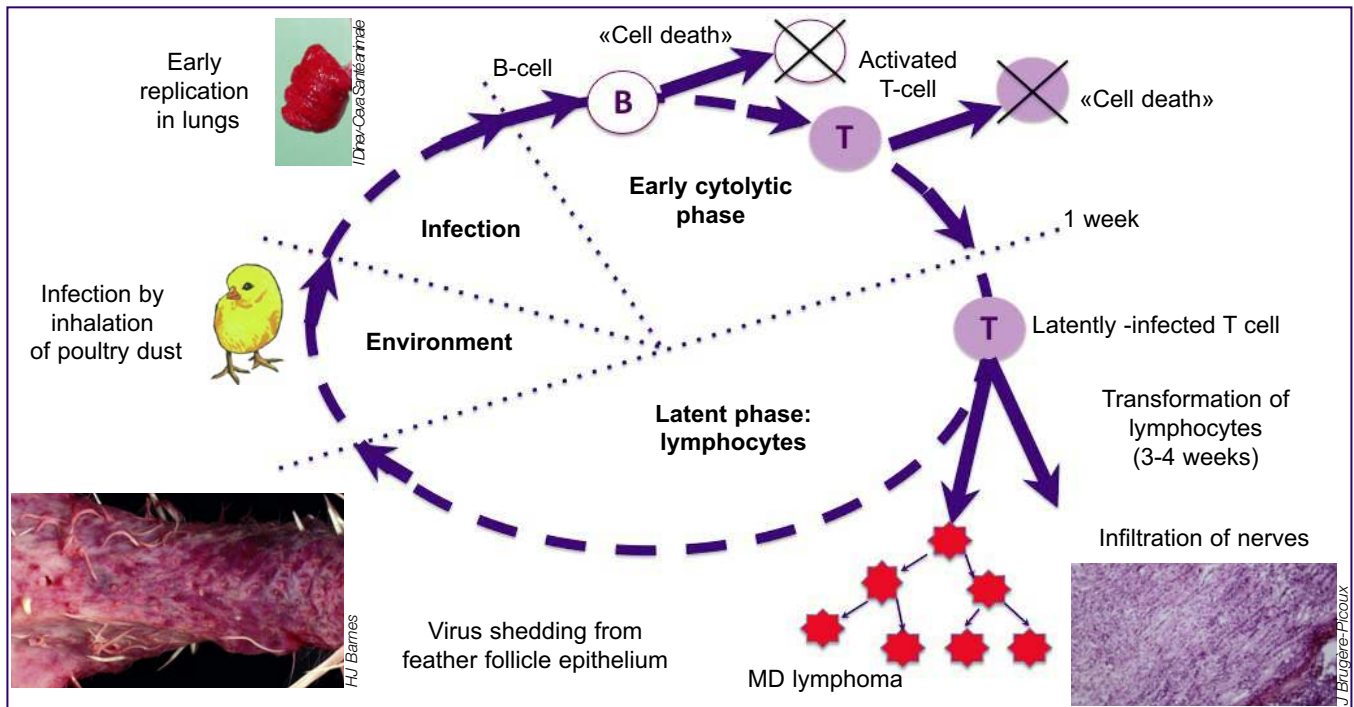 Early
replication
in lungs
I Dinev-Ceva Santé animale
B-cell
«Cell death»
B
Activated
T-cell
T
«Cell death»
Early cytolytic
phase
Infection
1 week
Infection by
inhalation
of poultry dust
Environment
T
Latently -infected T cell
Latent phase:
lymphocytes
Transformation of
lymphocytes
(3-4 weeks)
HJ Barnes
Virus shedding from
feather follicle epithelium
MD lymphoma
Infiltration of nerves
J Brugère-Picoux